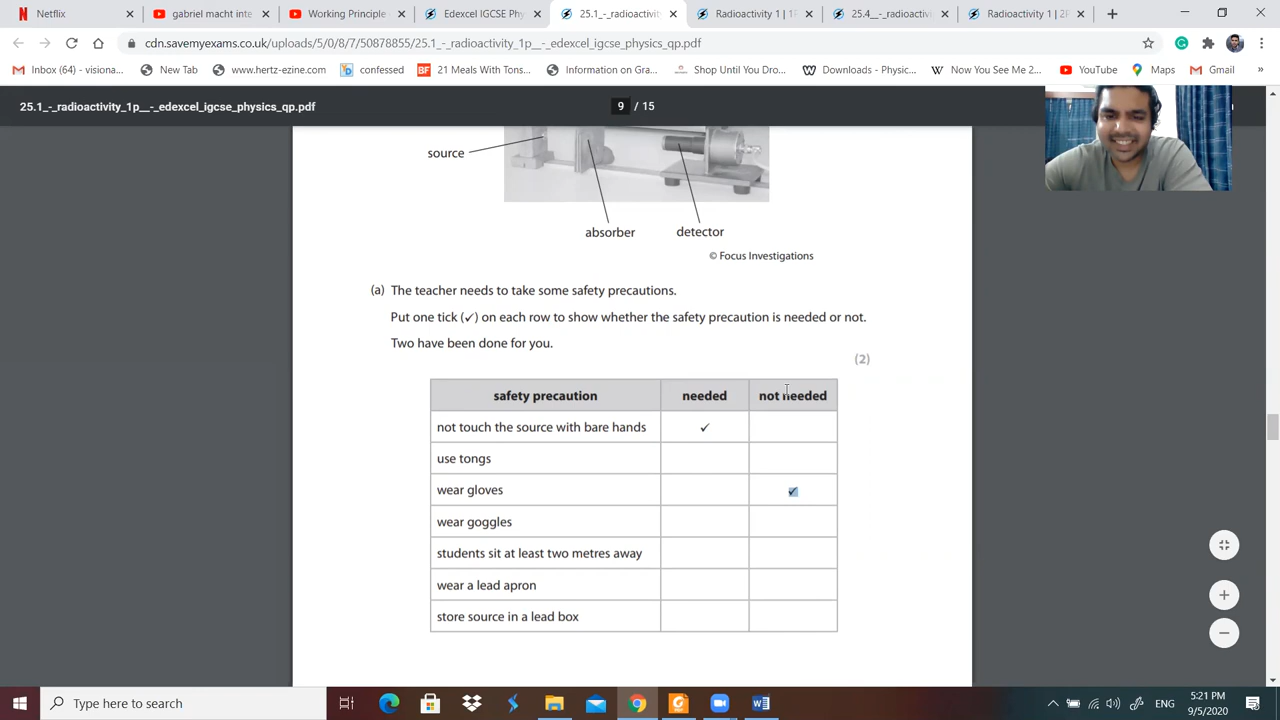 Netflix
gabriel macht inte
Working Principle
Edexcel IGCSE Phy
25.1_-_radioactivity
Radioactivity 1 | 1P
25.4__-_radioactivi
Radioactivity 1 | 2P
cdn.savemyexams.co.uk/uploads/5/0/8/7/50878855/25.1_-_radioactivity_1p__-_edexcel_igcse_physics_qp.pdf
Inbox (64) - visiona...
New Tab
www.hertz-ezine.com
confessed
21 Meals With Tons...
Information on Grap...
Shop Until You Dro...
Downloads - Physic...
Now You See Me 2...
YouTube
Maps
Gmail
25.1_-_radioactivity_1p__-_edexcel_igcse_physics_qp.pdf
9 / 15
source
absorber
detector
© Focus Investigations
(a) The teacher needs to take some safety precautions.
Put one tick (✓) on each row to show whether the safety precaution is needed or not.
Two have been done for you.
(2)
safety precaution needed not needed
not touch the source with bare hands ✓
use tongs
wear gloves ✓
wear goggles
students sit at least two metres away
wear a lead apron
store source in a lead box
Type here to search
ENG
5:21 PM
9/5/2020